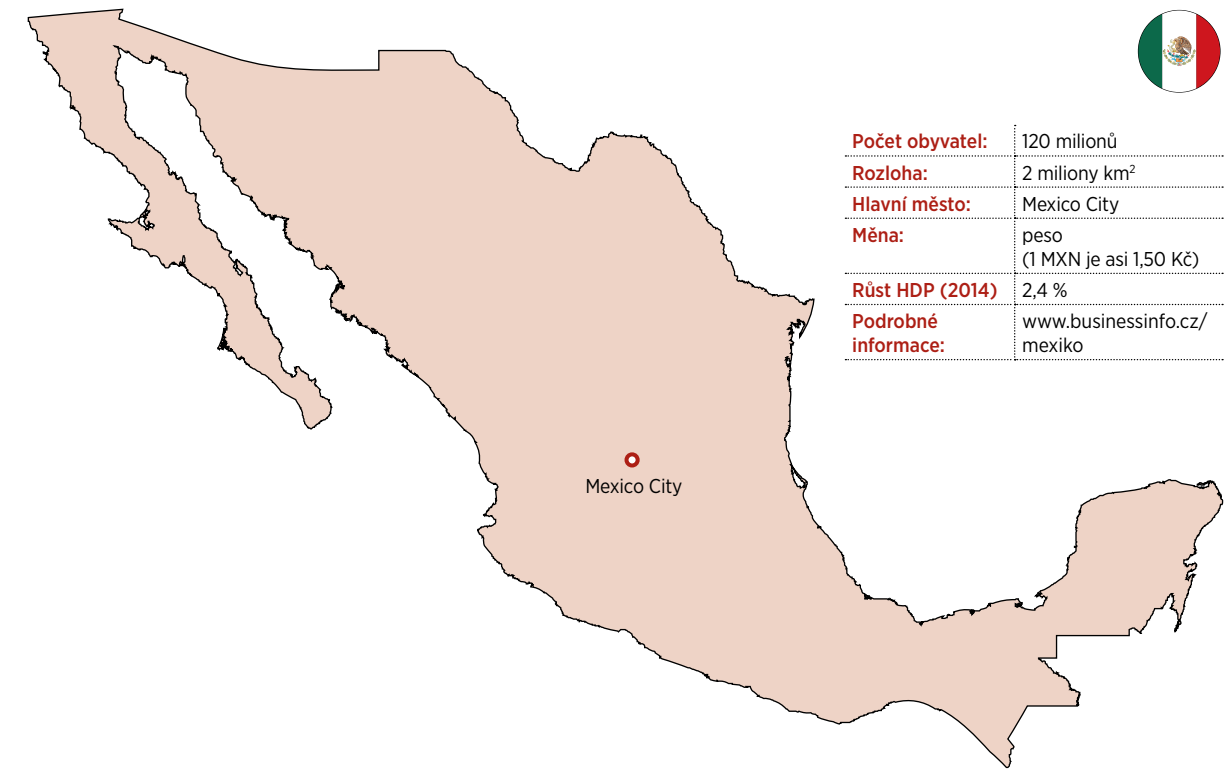 Počet obyvatel: 120 milionů
Rozloha: 2 miliony km²
Hlavní město: Mexico City
Měna: peso
(1 MXN je asi 1,50 Kč)
Růst HDP (2014) 2,4 %
Podrobné www.businessinfo.cz/
informace: mexiko
Mexico City